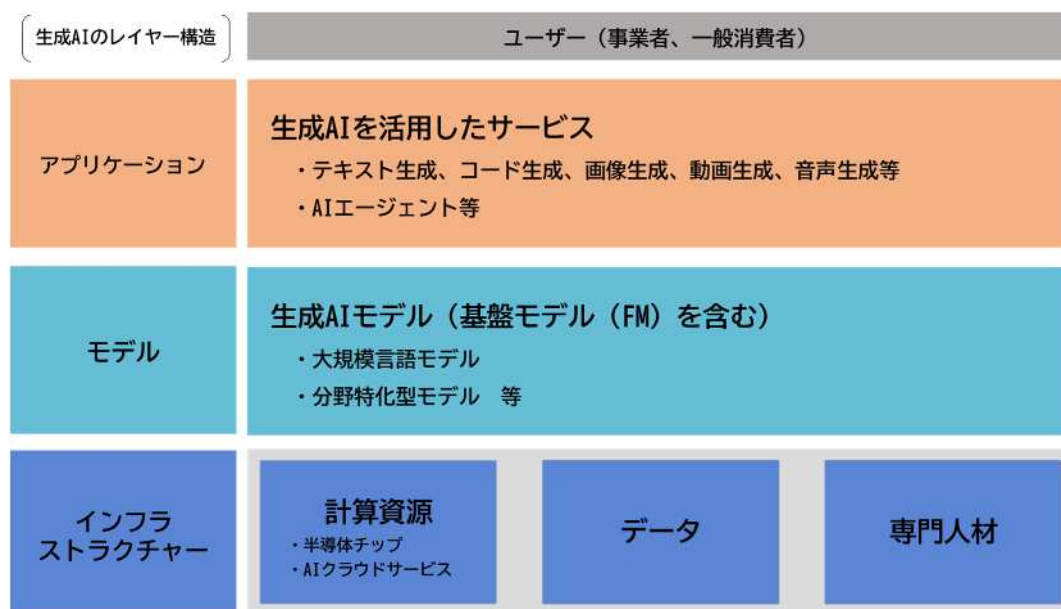 生成AIのレイヤー構造
ユーザー（事業者、一般消費者）
アプリケーション
生成AIを活用したサービス
・テキスト生成、コード生成、画像生成、動画生成、音声生成等
・AIエージェント等
モデル
生成AIモデル（基盤モデル（FM）を含む）
・大規模言語モデル
・分野特化型モデル　等
インフラ
ストラクチャー
計算資源
・半導体チップ
・AIクラウドサービス
データ
専門人材